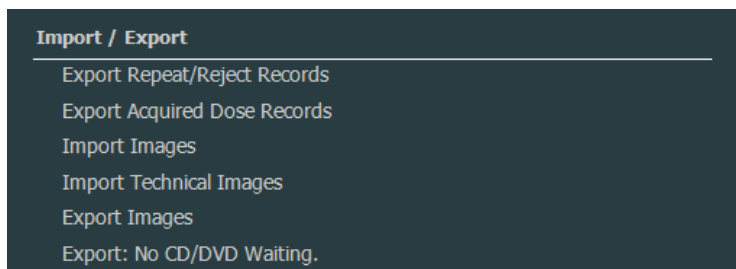 Import / Export
Export Repeat/Reject Records
Export Acquired Dose Records
Import Images
Import Technical Images
Export Images
Export: No CD/DVD Waiting.